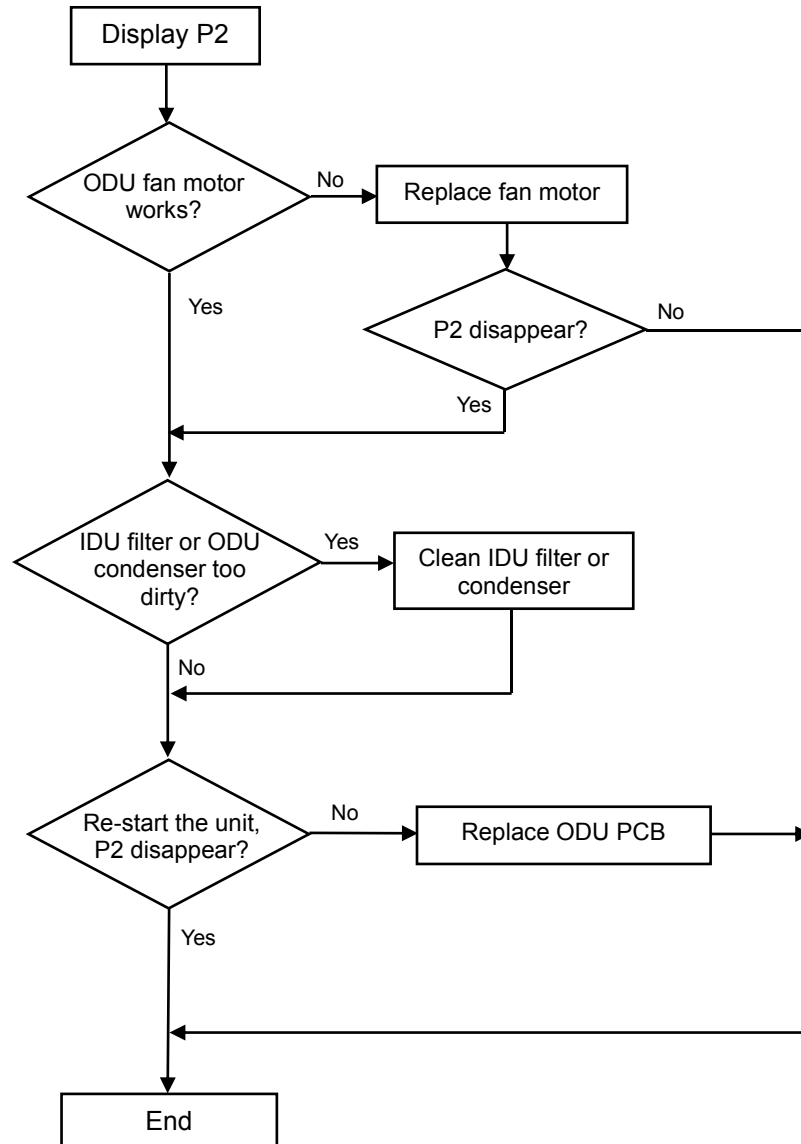 Display P2
ODU fan motor
works?
No
Replace fan motor
Yes
P2 disappear?
No
Yes
IDU filter or ODU
condenser too
dirty?
Yes
Clean IDU filter or
condenser
No
Re-start the unit,
P2 disappear?
No
Replace ODU PCB
Yes
End